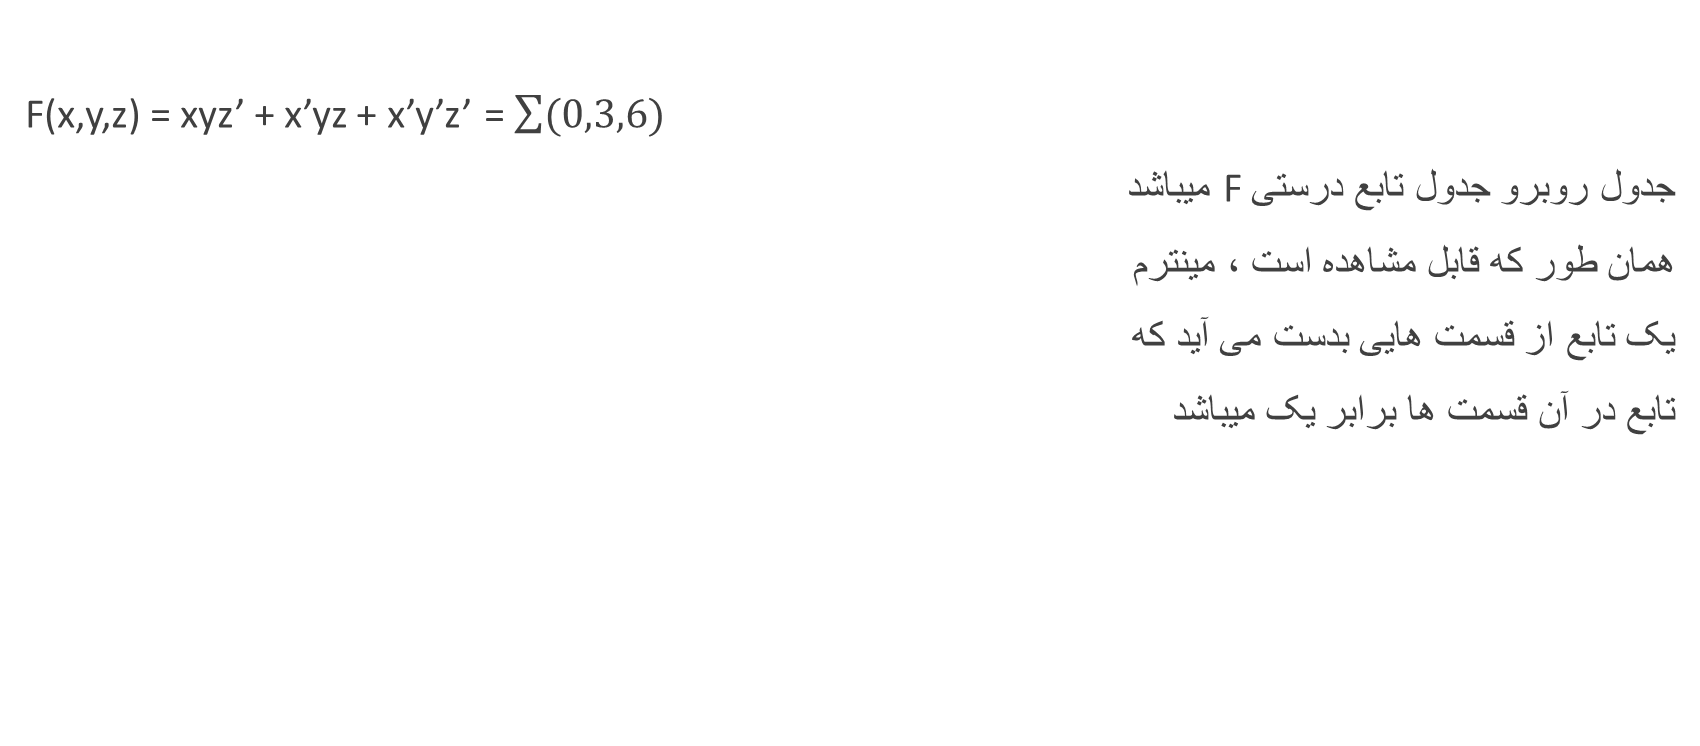 F(x,y,z) = xyz’ + x’yz + x’y’z’ = ∑(0,3,6)
جدول روبرو جدول تابع درستی F میباشد
همان طور که قابل مشاهده است ، مینترم
یک تابع از قسمت هایی بدست می آید که
تابع در آن قسمت ها برابر یک میباشد